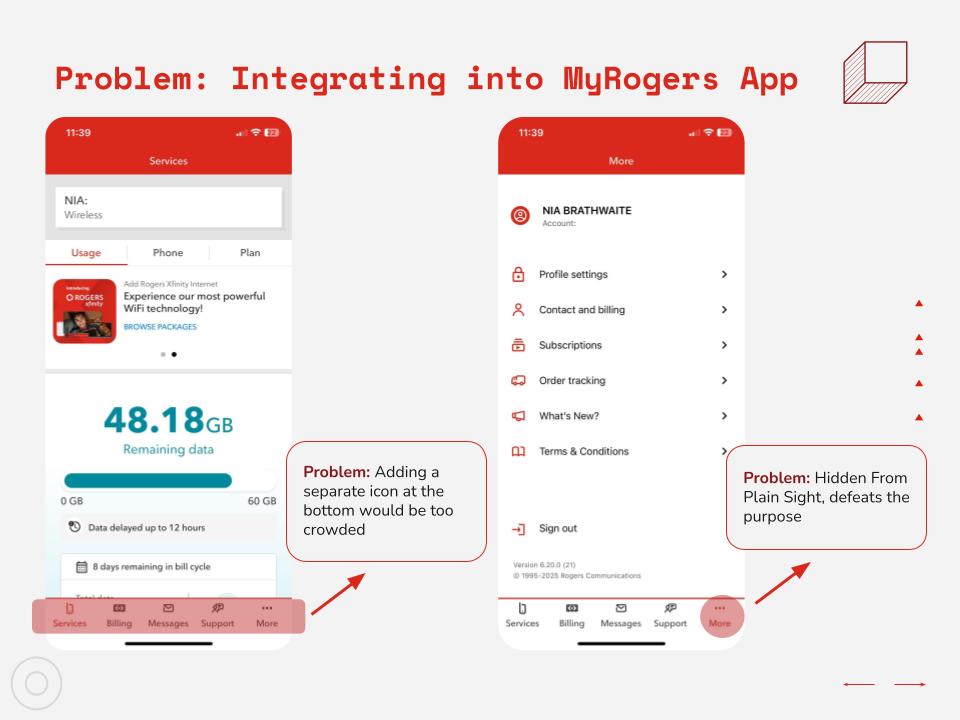 Problem: Integrating into MyRogers App
11:39
22
Services
NIA:
Wireless
Usage
Phone
Plan
Introducing
ROGERS
xfinity
Add Rogers Xfinity Internet
Experience our most powerful
WiFi technology!
BROWSE PACKAGES
48.18GB
Remaining data
0 GB
60 GB
Data delayed up to 12 hours
8 days remaining in bill cycle
Total data
Services
Billing
Messages
Support
More
Problem: Adding a
separate icon at the
bottom would be too
crowded
11:39
22
More
NIA BRATHWAITE
Account:
Profile settings
Contact and billing
Subscriptions
Order tracking
What's New?
Terms & Conditions
Sign out
Version 6.20.0 (21)
© 1995-2025 Rogers Communications
Services
Billing
Messages
Support
More
Problem: Hidden From
Plain Sight, defeats the
purpose